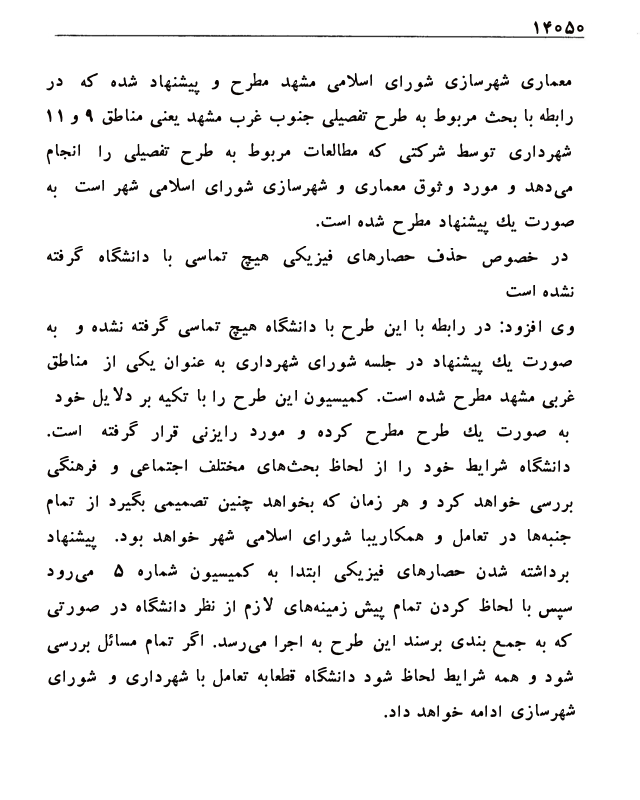 ۱۴۰۵۰
معماری شهرسازی شورای اسلامی مشهد مطرح و پیشنهاد شده که در
رابطه با بحث مربوط به طرح تفصیلی جنوب غرب مشهد یعنی مناطق ۹ و ۱۱
شهرداری توسط شرکتی که مطالعات مربوط به طرح تفصیلی را انجام
می‌دهد و مورد وثوق معماری و شهرسازی شورای اسلامی شهر است به
صورت یك پیشنهاد مطرح شده است.
در خصوص حذف حصارهای فیزیکی هیچ تماسی با دانشگاه گرفته
نشده است
وی افزود: در رابطه با این طرح با دانشگاه هیچ تماسی گرفته نشده و به
صورت یك پیشنهاد در جلسه شورای شهرداری به عنوان یکی از مناطق
غربی مشهد مطرح شده است. کمیسیون این طرح را با تکیه بر دلایل خود
به صورت یك طرح مطرح کرده و مورد رایزنی قرار گرفته است.
دانشگاه شرایط خود را از لحاظ بحث‌های مختلف اجتماعی و فرهنگی
بررسی خواهد کرد و هر زمان که بخواهد چنین تصمیمی بگیرد از تمام
جنبه‌ها در تعامل و همکاریبا شورای اسلامی شهر خواهد بود. پیشنهاد
برداشته شدن حصارهای فیزیکی ابتدا به کمیسیون شماره ۵ می‌رود
سپس با لحاظ کردن تمام پیش زمینه‌های لازم از نظر دانشگاه در صورتی
که به جمع بندی برسند این طرح به اجرا می‌رسد. اگر تمام مسائل بررسی
شود و همه شرایط لحاظ شود دانشگاه قطعابه تعامل با شهرداری و شورای
شهرسازی ادامه خواهد داد.